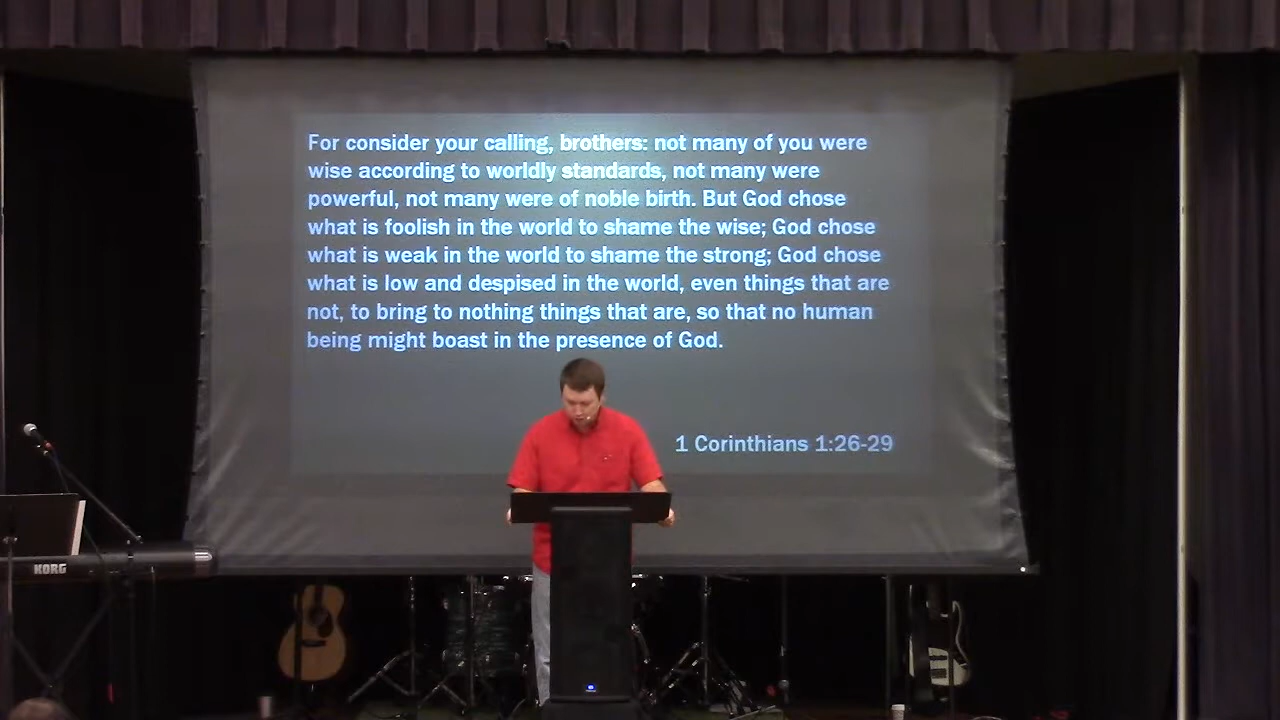 For consider your calling, brothers: not many of you were
wise according to worldly standards, not many were
powerful, not many were of noble birth. But God chose
what is foolish in the world to shame the wise; God chose
what is weak in the world to shame the strong; God chose
what is low and despised in the world, even things that are
not, to bring to nothing things that are, so that no human
being might boast in the presence of God.
1 Corinthians 1:26-29
KORG